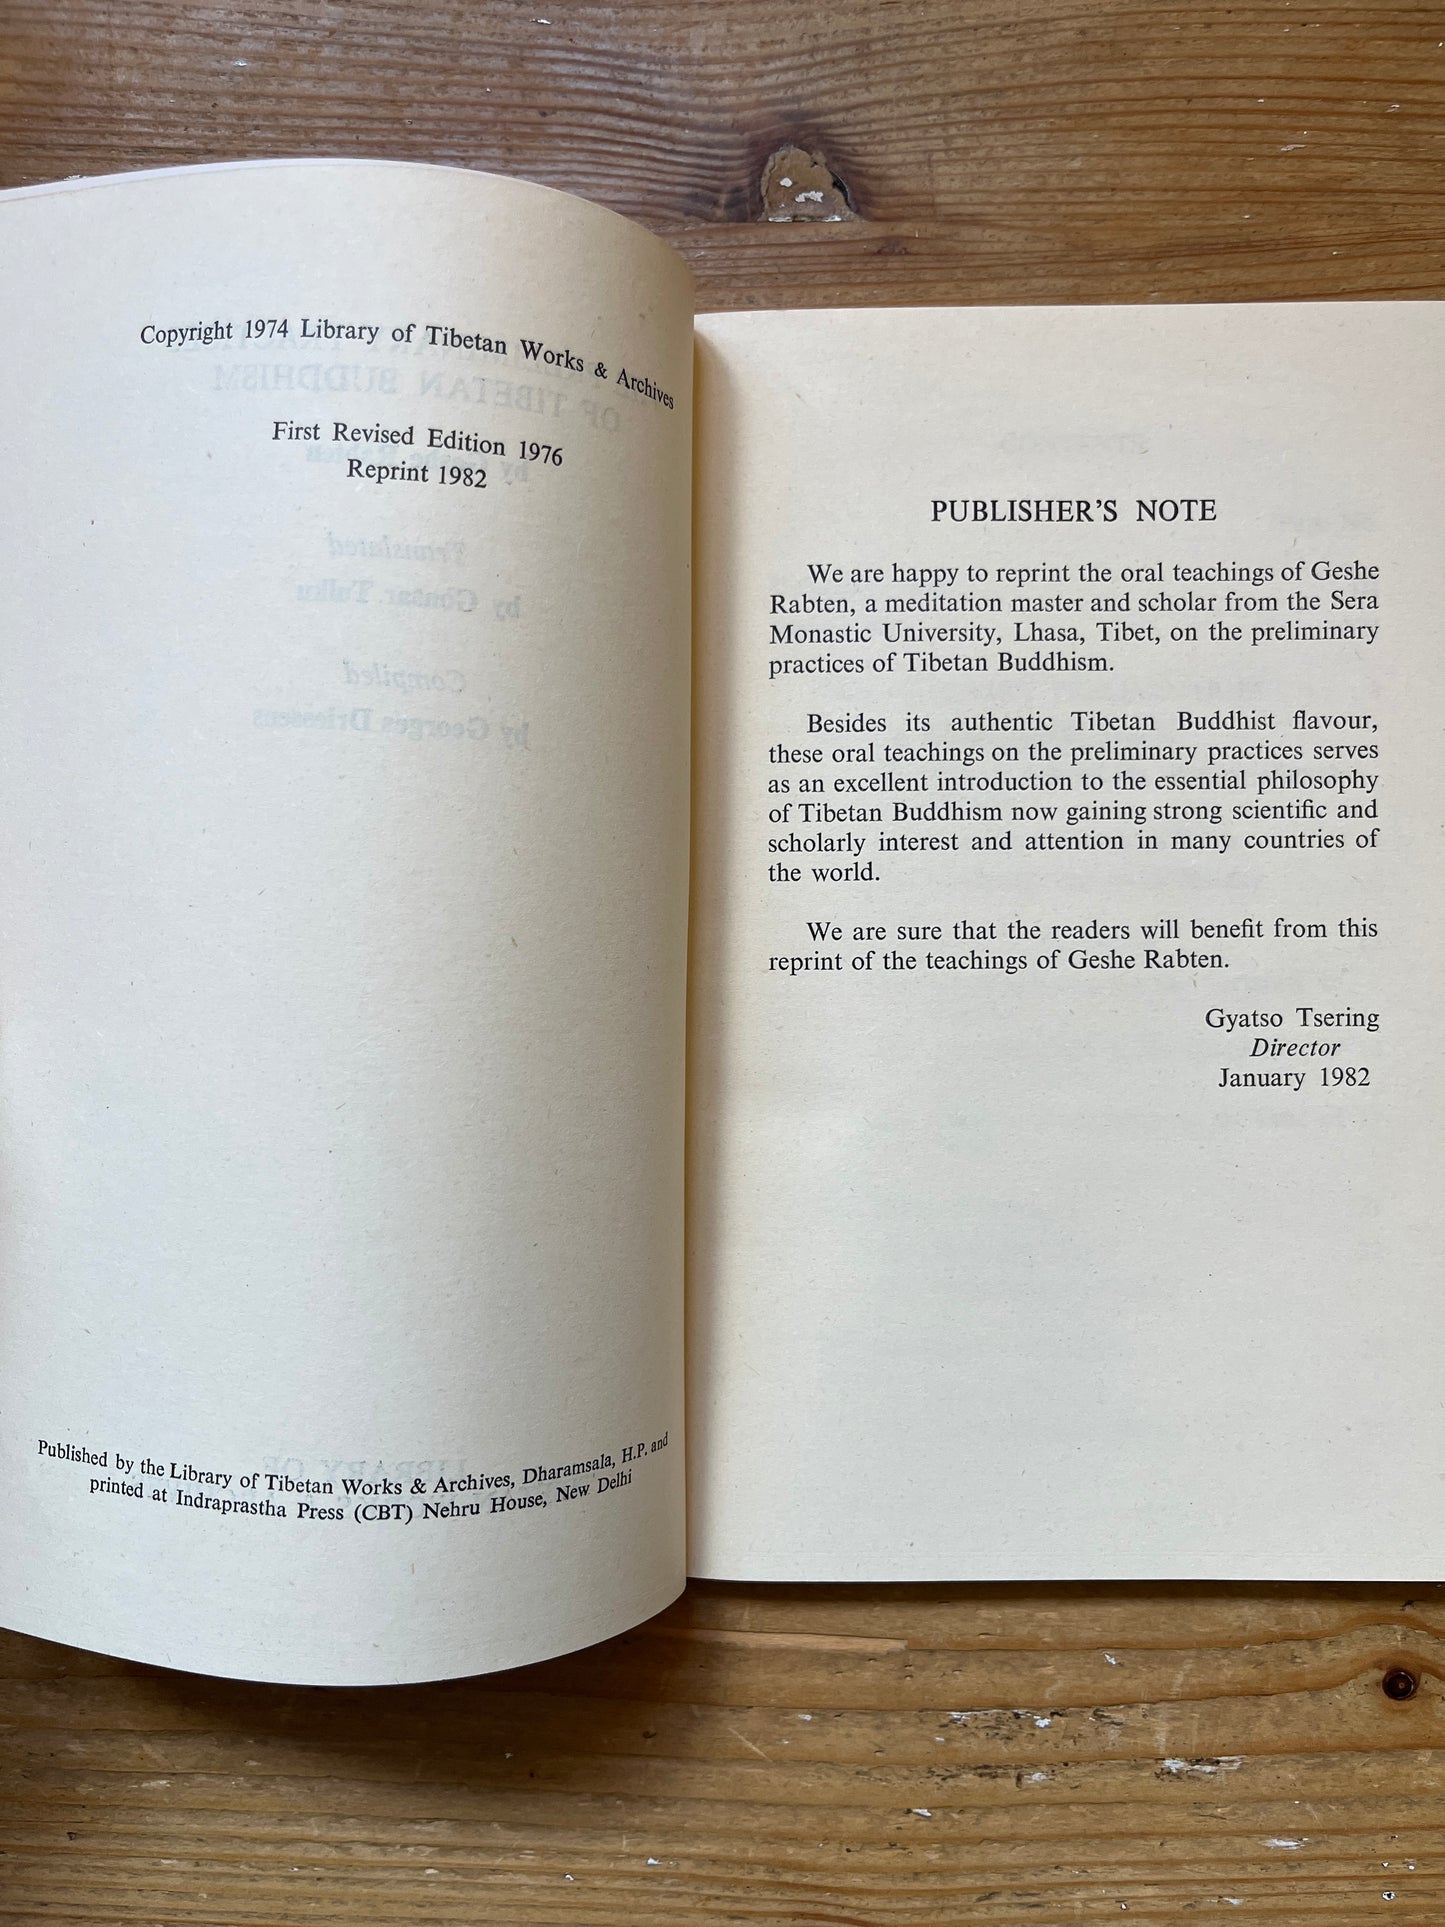 Copyright 1974 Library of Tibetan Works & Archives
First Revised Edition 1976
Reprint 1982
Published by the Library of Tibetan Works & Archives, Dharamsala, H.P. and
printed at Indraprastha Press (CBT) Nehru House, New Delhi
PUBLISHER'S NOTE
We are happy to reprint the oral teachings of Geshe
Rabten, a meditation master and scholar from the Sera
Monastic University, Lhasa, Tibet, on the preliminary
practices of Tibetan Buddhism.
Besides its authentic Tibetan Buddhist flavour,
these oral teachings on the preliminary practices serves
as an excellent introduction to the essential philosophy
of Tibetan Buddhism now gaining strong scientific and
scholarly interest and attention in many countries of
the world.
We are sure that the readers will benefit from this
reprint of the teachings of Geshe Rabten.
Gyatso Tsering
Director
January 1982